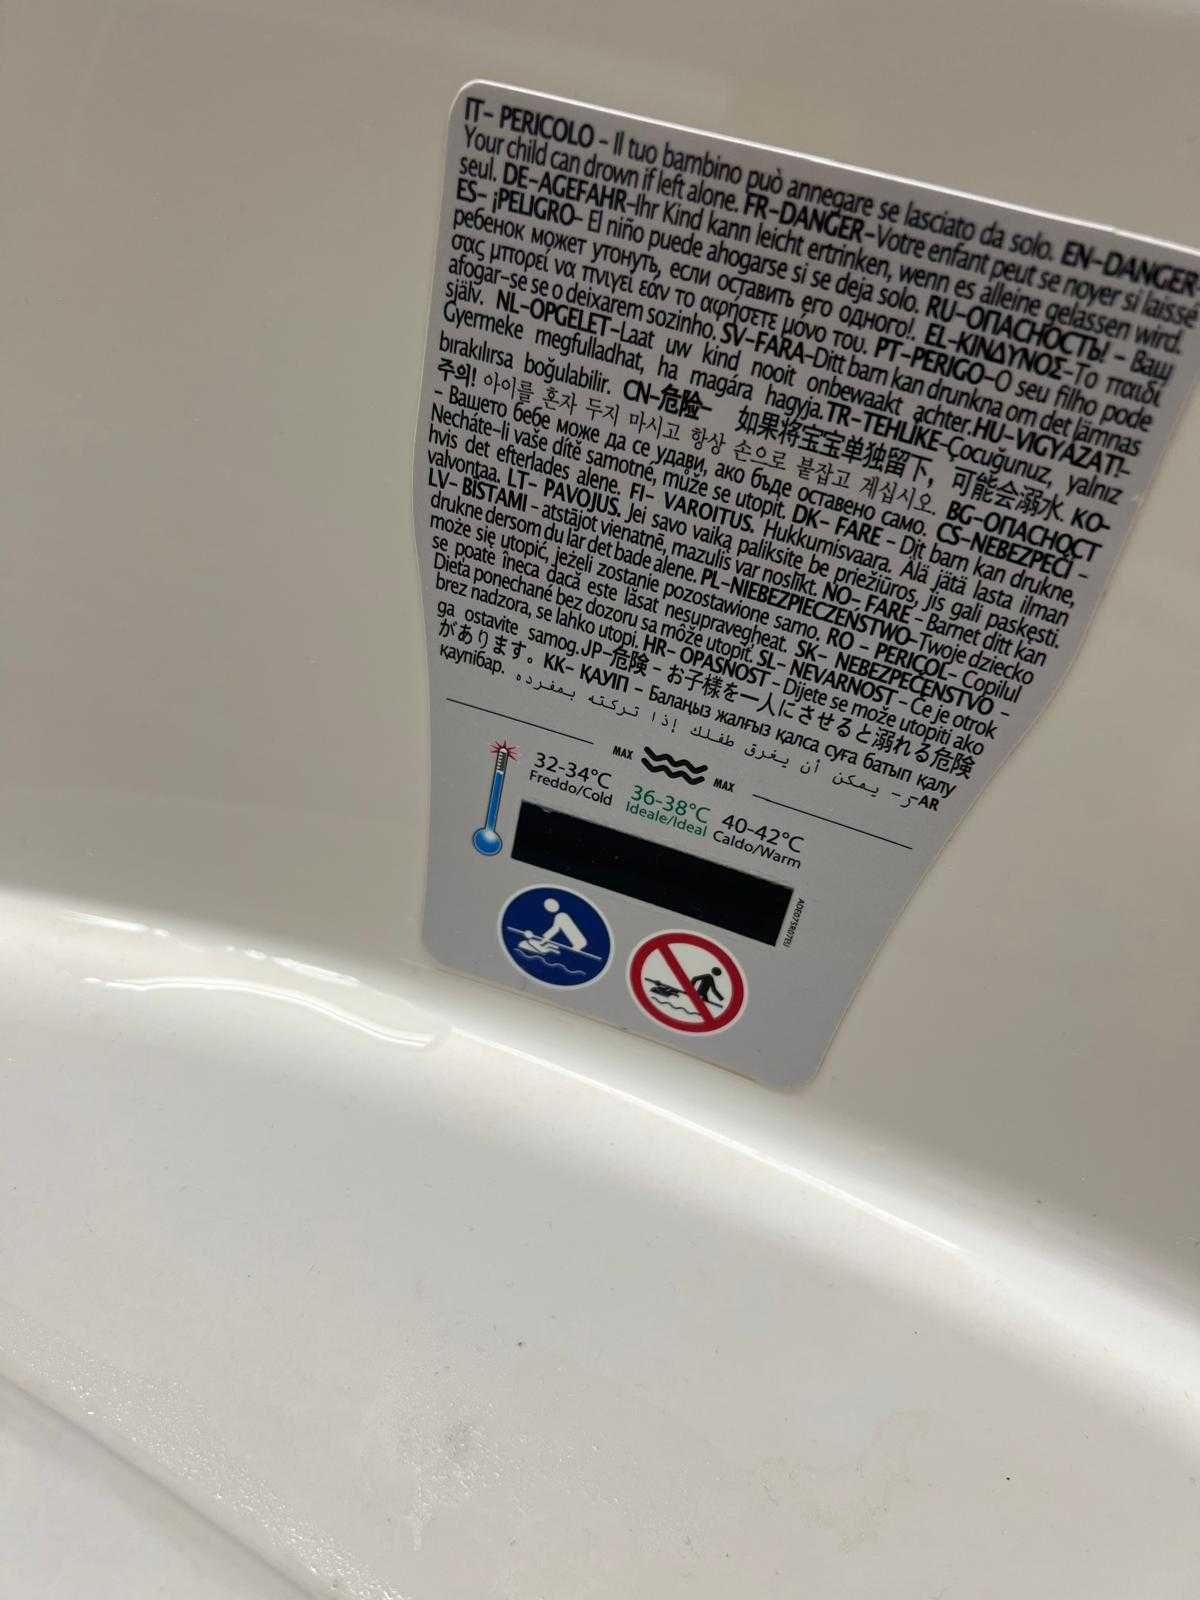 IT- PERICOLO - Il tuo bambino può annegare se lasciato da solo. EN-DANGER-
Your child can drown if left alone. FR-DANGER-Votre enfant peut se noyer si laissé
seul. DE-AGEFAHR-Ihr Kind kann leicht ertrinken, wenn es alleine gelassen wird.
ES- ¡PELIGRO- El niño puede ahogarse si se deja solo. RU-ОПАСНОСТЬ! - Ваш
ребенок может утонуть, если оставить его одного!. EL-ΚΙΝΔΥΝΟΣ-Το παιδί
σας μπορεί να πνιγεί εάν το αφήσετε μόνο του. PT-PERIGO-O seu filho pode
afogar-se se o deixarem sozinho. SV-FARA-Ditt barn kan drunkna om det lämnas
själv. NL-OPGELET-Laat uw kind nooit onbewaakt achter.HU-VIGYÁZAT!-
Gyermeke megfulladhat, ha magára hagyja.TR-TEHLİKE-Çocuğunuz, yalnız
bırakılırsa boğulabilir. CN-危险- 如果将宝宝单独留下, 可能会溺水. KO-
주의! 아이를 혼자 두지 마시고 항상 손으로 붙잡고 계십시오. BG-ОПАСНОСТ
- Вашето бебе може да се удави, ако бъде оставено само. CS-NEBEZPEČÍ -
Necháte-li vaše dítě samotné, může se utopit. DK- FARE - Dit barn kan drukne,
hvis det efterlades alene. FI- VAROITUS. Hukkumisvaara. Älä jätä lasta ilman
valvontaa. LT- PAVOJUS. Jei savo vaiką paliksite be priežiūros, jis gali paskęsti.
LV- BĪSTAMI - atstājot vienatnē, mazulis var noslīkt. NO- FARE - Barnet ditt kan
drukne dersom du lar det bade alene. PL-NIEBEZPIECZEŃSTWO-Twoje dziecko
może się utopić, jeżeli zostanie pozostawione samo. RO - PERICOL- Copilul
se poate îneca dacă este lăsat nesupravegheat. SK- NEBEZPEČENSTVO -
Dieťa ponechané bez dozoru sa môže utopiť. SL- NEVARNOST - Če je otrok
brez nadzora, se lahko utopi. HR- OPASNOST - Dijete se može utopiti ako
ga ostavite samog.JP-危険 - お子様を一人にさせると溺れる危険
があります。KK- ҚАУІП - Балаңыз жалғыз қалса суға батып қалу
қаупібар. AR-ز- يمكن أن يغرق طفلك إذا تركته بمفرده
MAX MAX
32-34°C 36-38°C 40-42°C
Freddo/Cold Ideale/Ideal Caldo/Warm